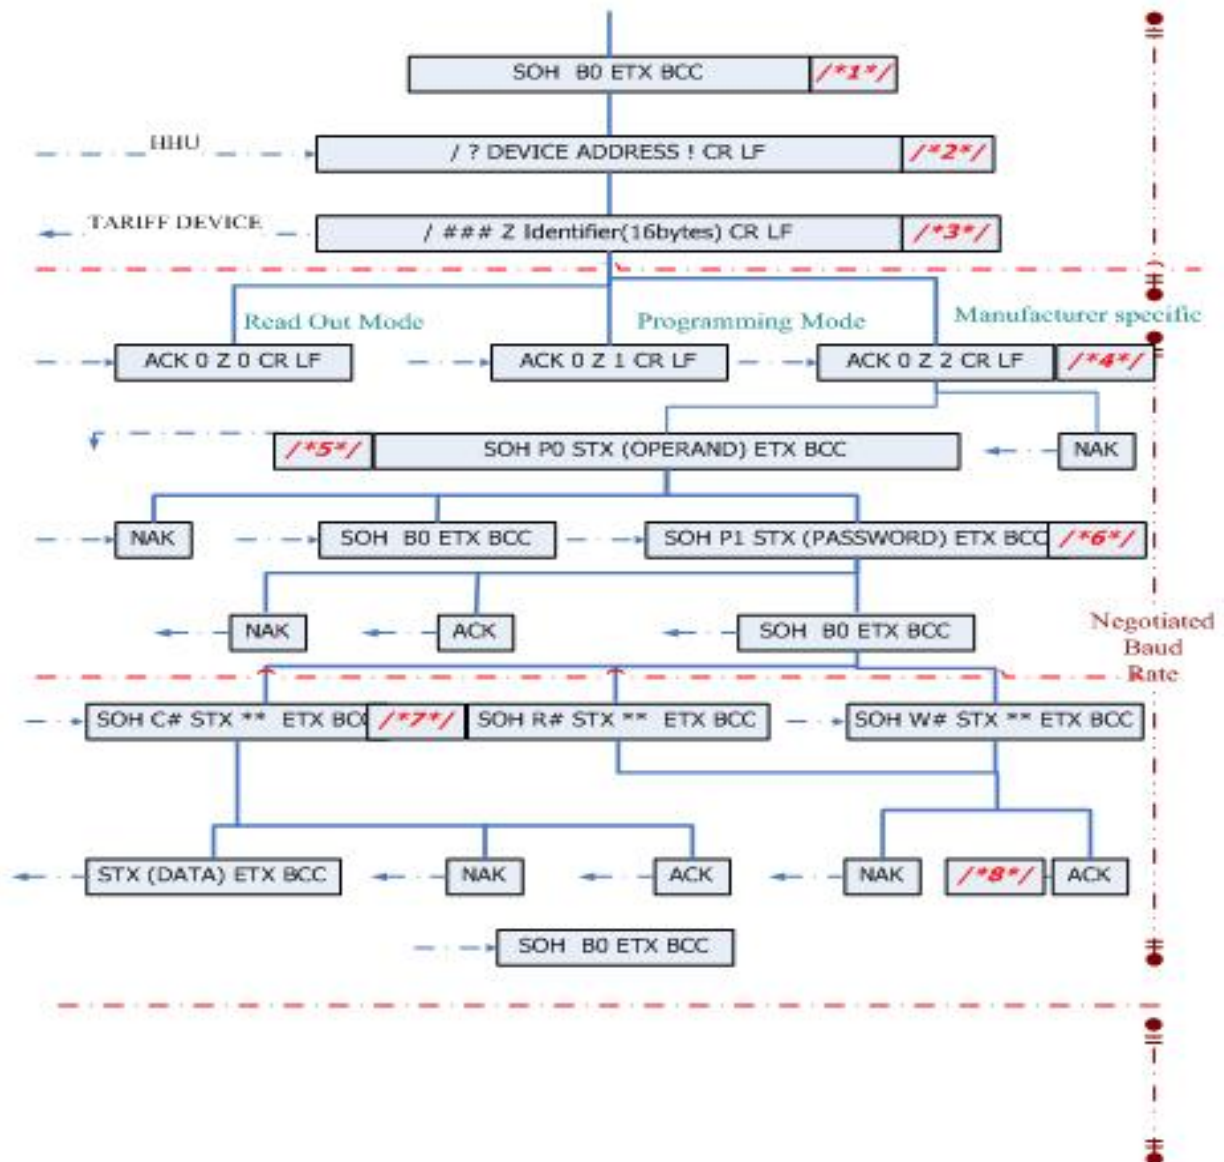 SOH B0 ETX BCC /*1*/
HHU
/ ? DEVICE ADDRESS ! CR LF /*2*/
TARIFF DEVICE
/ ### Z Identifier(16bytes) CR LF /*3*/
Read Out Mode
Programming Mode
Manufacturer specific
ACK 0 Z 0 CR LF
ACK 0 Z 1 CR LF
ACK 0 Z 2 CR LF /*4*/
/*5*/ SOH P0 STX (OPERAND) ETX BCC
NAK
NAK
SOH B0 ETX BCC
SOH P1 STX (PASSWORD) ETX BCC /*6*/
NAK
ACK
SOH B0 ETX BCC
Negotiated
Baud
Rate
SOH C# STX ** ETX BCC /*7*/
SOH R# STX ** ETX BCC
SOH W# STX ** ETX BCC
STX (DATA) ETX BCC
NAK
ACK
NAK
/*8*/ ACK
SOH B0 ETX BCC